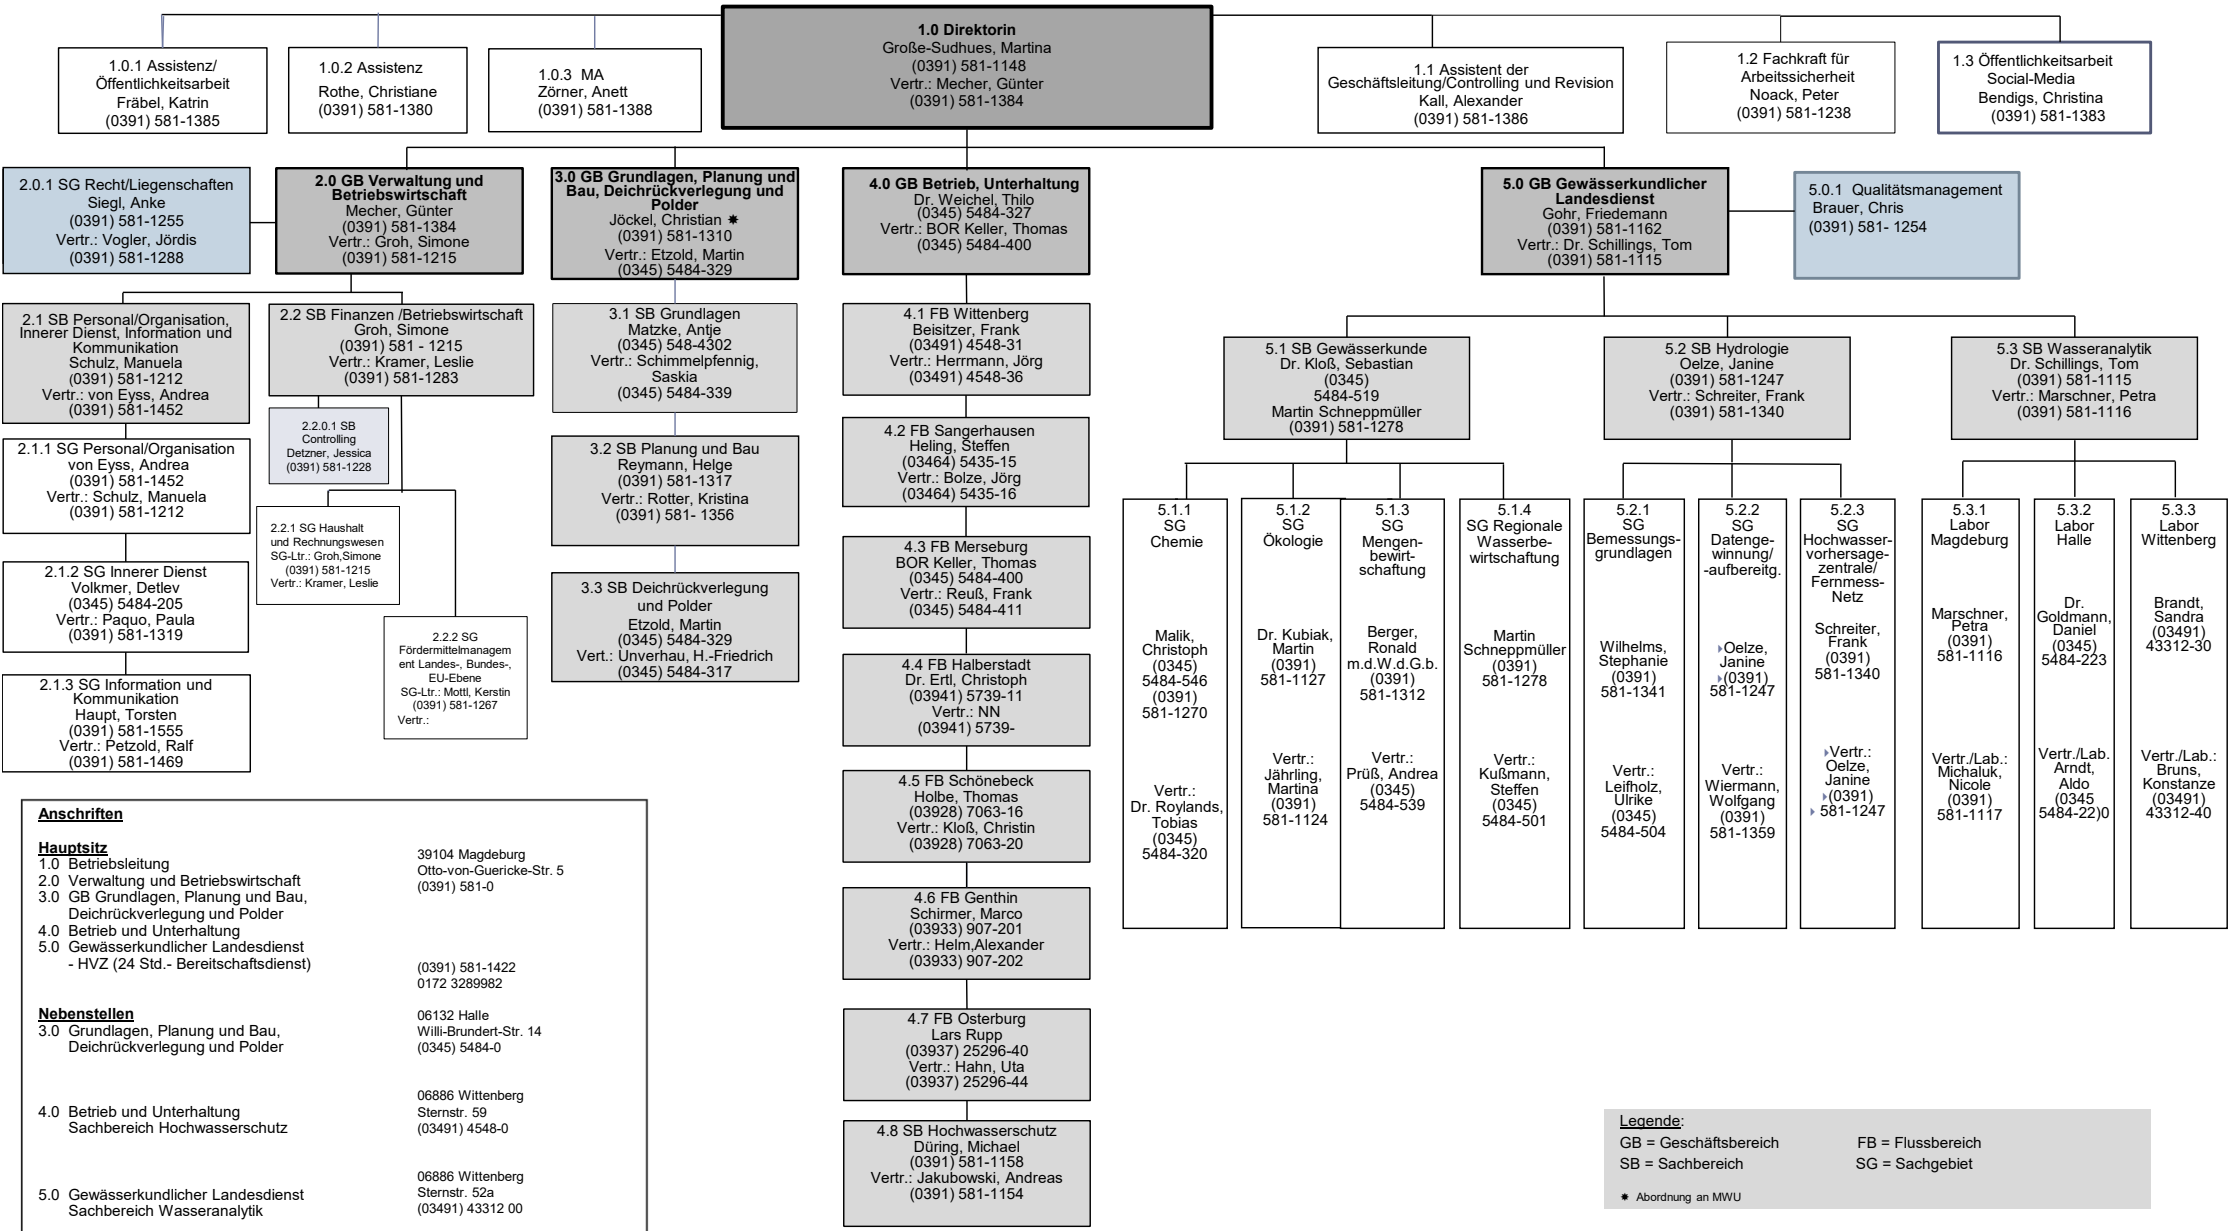 1.0 Direktorin
Große-Sudhues, Martina
(0391) 581-1148
Vertr.: Mecher, Günter
(0391) 581-1384
1.0.1 Assistenz/
Öffentlichkeitsarbeit
Fräbel, Katrin
(0391) 581-1385
1.0.2 Assistenz
Rothe, Christiane
(0391) 581-1380
1.0.3 MA
Zörner, Anett
(0391) 581-1388
1.1 Assistent der
Geschäftsleitung/Controlling und Revision
Kall, Alexander
(0391) 581-1386
1.2 Fachkraft für
Arbeitssicherheit
Noack, Peter
(0391) 581-1238
1.3 Öffentlichkeitsarbeit
Social-Media
Bendigs, Christina
(0391) 581-1383
2.0.1 SG Recht/Liegenschaften
Siegl, Anke
(0391) 581-1255
Vertr.: Vogler, Jördis
(0391) 581-1288
2.0 GB Verwaltung und
Betriebswirtschaft
Mecher, Günter
(0391) 581-1384
Vertr.: Groh, Simone
(0391) 581-1215
3.0 GB Grundlagen, Planung und
Bau, Deichrückverlegung und
Polder
Jöckel, Christian ✷
(0391) 581-1310
Vertr.: Etzold, Martin
(0345) 5484-329
4.0 GB Betrieb, Unterhaltung
Dr. Weichel, Thilo
(0345) 5484-327
Vertr.: BOR Keller, Thomas
(0345) 5484-400
5.0 GB Gewässerkundlicher
Landesdienst
Gohr, Friedemann
(0391) 581-1162
Vertr.: Dr. Schillings, Tom
(0391) 581-1115
5.0.1 Qualitätsmanagement
Brauer, Chris
(0391) 581- 1254
2.1 SB Personal/Organisation,
Innerer Dienst, Information und
Kommunikation
Schulz, Manuela
(0391) 581-1212
Vertr.: von Eyss, Andrea
(0391) 581-1452
2.1.1 SG Personal/Organisation
von Eyss, Andrea
(0391) 581-1452
Vertr.: Schulz, Manuela
(0391) 581-1212
2.1.2 SG Innerer Dienst
Volkmer, Detlev
(0345) 5484-205
Vertr.: Paquo, Paula
(0391) 581-1319
2.1.3 SG Information und
Kommunikation
Haupt, Torsten
(0391) 581-1555
Vertr.: Petzold, Ralf
(0391) 581-1469
2.2 SB Finanzen /Betriebswirtschaft
Groh, Simone
(0391) 581 - 1215
Vertr.: Kramer, Leslie
(0391) 581-1283
2.2.0.1 SB
Controlling
Detzner, Jessica
(0391) 581-1228
2.2.1 SG Haushalt
und Rechnungswesen
SG-Ltr.: Groh,Simone
(0391) 581-1215
Vertr.: Kramer, Leslie
2.2.2 SG
Fördermittelmanagem
ent Landes-, Bundes-,
EU-Ebene
SG-Ltr.: Mottl, Kerstin
(0391) 581-1267
Vertr.:
3.1 SB Grundlagen
Matzke, Antje
(0345) 548-4302
Vertr.: Schimmelpfennig,
Saskia
(0345) 5484-339
3.2 SB Planung und Bau
Reymann, Helge
(0391) 581-1317
Vertr.: Rotter, Kristina
(0391) 581- 1356
3.3 SB Deichrückverlegung
und Polder
Etzold, Martin
(0345) 5484-329
Vert.: Unverhau, H.-Friedrich
(0345) 5484-317
4.1 FB Wittenberg
Beisitzer, Frank
(03491) 4548-31
Vertr.: Herrmann, Jörg
(03491) 4548-36
4.2 FB Sangerhausen
Heling, Steffen
(03464) 5435-15
Vertr.: Bolze, Jörg
(03464) 5435-16
4.3 FB Merseburg
BOR Keller, Thomas
(0345) 5484-400
Vertr.: Reuß, Frank
(0345) 5484-411
4.4 FB Halberstadt
Dr. Ertl, Christoph
(03941) 5739-11
Vertr.: NN
(03941) 5739-
4.5 FB Schönebeck
Holbe, Thomas
(03928) 7063-16
Vertr.: Kloß, Christin
(03928) 7063-20
4.6 FB Genthin
Schirmer, Marco
(03933) 907-201
Vertr.: Helm,Alexander
(03933) 907-202
4.7 FB Osterburg
Lars Rupp
(03937) 25296-40
Vertr.: Hahn, Uta
(03937) 25296-44
4.8 SB Hochwasserschutz
Düring, Michael
(0391) 581-1158
Vertr.: Jakubowski, Andreas
(0391) 581-1154
5.1 SB Gewässerkunde
Dr. Kloß, Sebastian
(0345)
5484-519
Martin Schneppmüller
(0391) 581-1278
5.2 SB Hydrologie
Oelze, Janine
(0391) 581-1247
Vertr.: Schreiter, Frank
(0391) 581-1340
5.3 SB Wasseranalytik
Dr. Schillings, Tom
(0391) 581-1115
Vertr.: Marschner, Petra
(0391) 581-1116
5.1.1
SG
Chemie
Malik,
Christoph
(0345)
5484-546
(0391)
581-1270
Vertr.:
Dr. Roylands,
Tobias
(0345)
5484-320
5.1.2
SG
Ökologie
Dr. Kubiak,
Martin
(0391)
581-1127
Vertr.:
Jährling,
Martina
(0391)
581-1124
5.1.3
SG
Mengen-
bewirt-
schaftung
Berger,
Ronald
m.d.W.d.G.b.
(0391)
581-1312
Vertr.:
Prüß, Andrea
(0345)
5484-539
5.1.4
SG Regionale
Wasserbe-
wirtschaftung
Martin
Schneppmüller
(0391)
581-1278
Vertr.:
Kußmann,
Steffen
(0345)
5484-501
5.2.1
SG
Bemessungs-
grundlagen
Wilhelms,
Stephanie
(0391)
581-1341
Vertr.:
Leifholz,
Ulrike
(0345)
5484-504
5.2.2
SG
Datenge-
winnung/
-aufbereitg.
Oelze,
Janine
(0391)
581-1247
Vertr.:
Wiermann,
Wolfgang
(0391)
581-1359
5.2.3
SG
Hochwasser-
vorhersage-
zentrale/
Fernmess-
Netz
Schreiter,
Frank
(0391)
581-1340
Vertr.:
Oelze,
Janine
(0391)
581-1247
5.3.1
Labor
Magdeburg
Marschner,
Petra
(0391)
581-1116
Vertr./Lab.:
Michaluk,
Nicole
(0391)
581-1117
5.3.2
Labor
Halle
Dr.
Goldmann,
Daniel
(0345)
5484-223
Vertr./Lab.
Arndt,
Aldo
(0345
5484-22)0
5.3.3
Labor
Wittenberg
Brandt,
Sandra
(03491)
43312-30
Vertr./Lab.:
Bruns,
Konstanze
(03491)
43312-40
Anschriften
Hauptsitz
1.0 Betriebsleitung
2.0 Verwaltung und Betriebswirtschaft
3.0 GB Grundlagen, Planung und Bau,
Deichrückverlegung und Polder
4.0 Betrieb und Unterhaltung
5.0 Gewässerkundlicher Landesdienst
- HVZ (24 Std.- Bereitschaftsdienst)
39104 Magdeburg
Otto-von-Guericke-Str. 5
(0391) 581-0
(0391) 581-1422
0172 3289982
Nebenstellen
3.0 Grundlagen, Planung und Bau,
Deichrückverlegung und Polder
06132 Halle
Willi-Brundert-Str. 14
(0345) 5484-0
4.0 Betrieb und Unterhaltung
Sachbereich Hochwasserschutz
06886 Wittenberg
Sternstr. 59
(03491) 4548-0
5.0 Gewässerkundlicher Landesdienst
Sachbereich Wasseranalytik
06886 Wittenberg
Sternstr. 52a
(03491) 43312 00
Legende:
GB = Geschäftsbereich FB = Flussbereich
SB = Sachbereich SG = Sachgebiet
✷ Abordnung an MWU